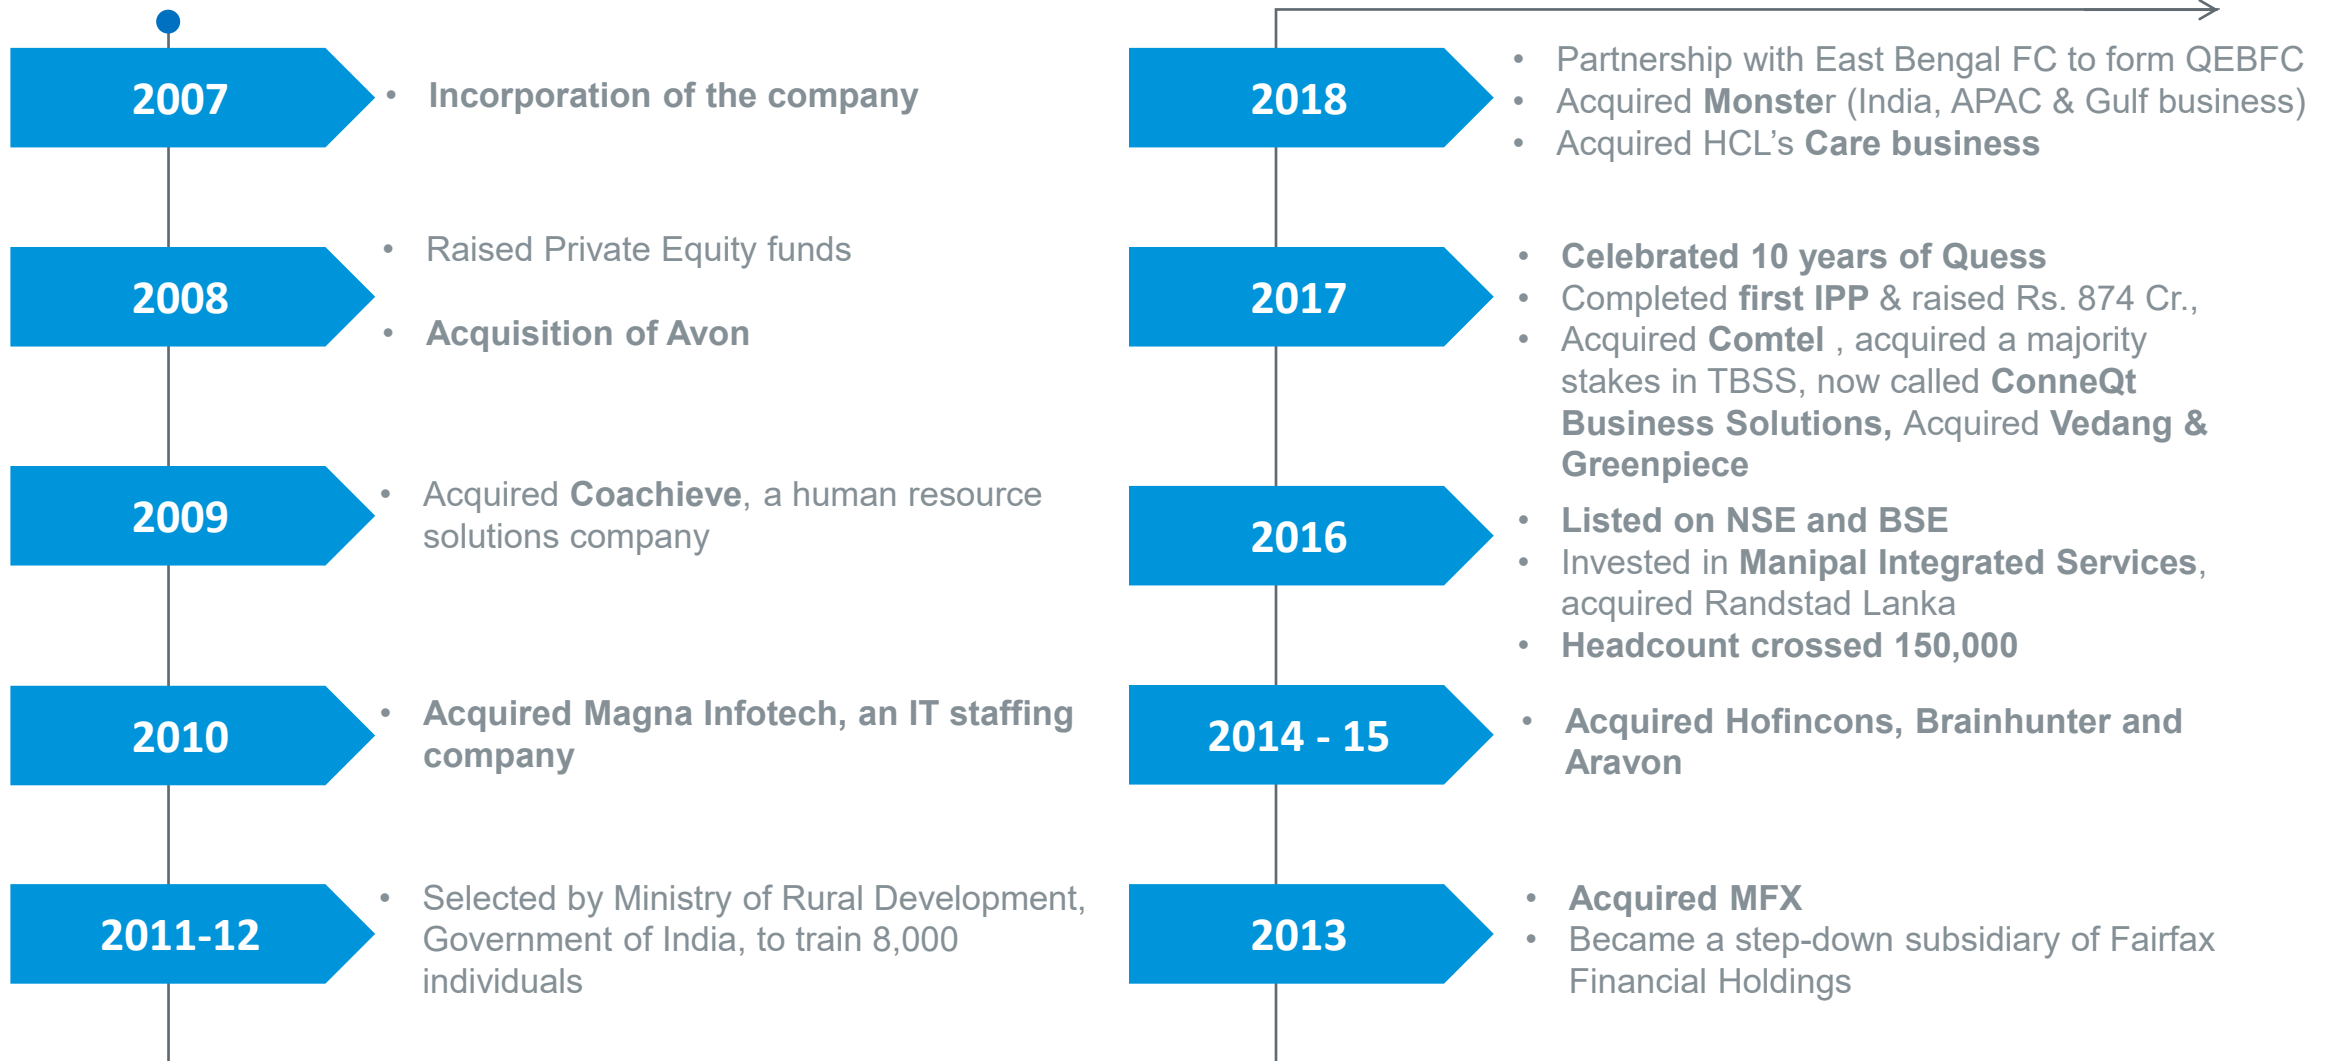 2007
• Incorporation of the company
2008
• Raised Private Equity funds
• Acquisition of Avon
2009
• Acquired Coachieve, a human resource
solutions company
2010
• Acquired Magna Infotech, an IT staffing
company
2011-12
• Selected by Ministry of Rural Development,
Government of India, to train 8,000
individuals
2018
• Partnership with East Bengal FC to form QEBFC
• Acquired Monster (India, APAC & Gulf business)
• Acquired HCL’s Care business
2017
• Celebrated 10 years of Quess
• Completed first IPP & raised Rs. 874 Cr.,
• Acquired Comtel , acquired a majority
stakes in TBSS, now called ConneQt
Business Solutions, Acquired Vedang &
Greenpiece
2016
• Listed on NSE and BSE
• Invested in Manipal Integrated Services,
acquired Randstad Lanka
• Headcount crossed 150,000
2014 - 15
• Acquired Hofincons, Brainhunter and
Aravon
2013
• Acquired MFX
• Became a step-down subsidiary of Fairfax
Financial Holdings